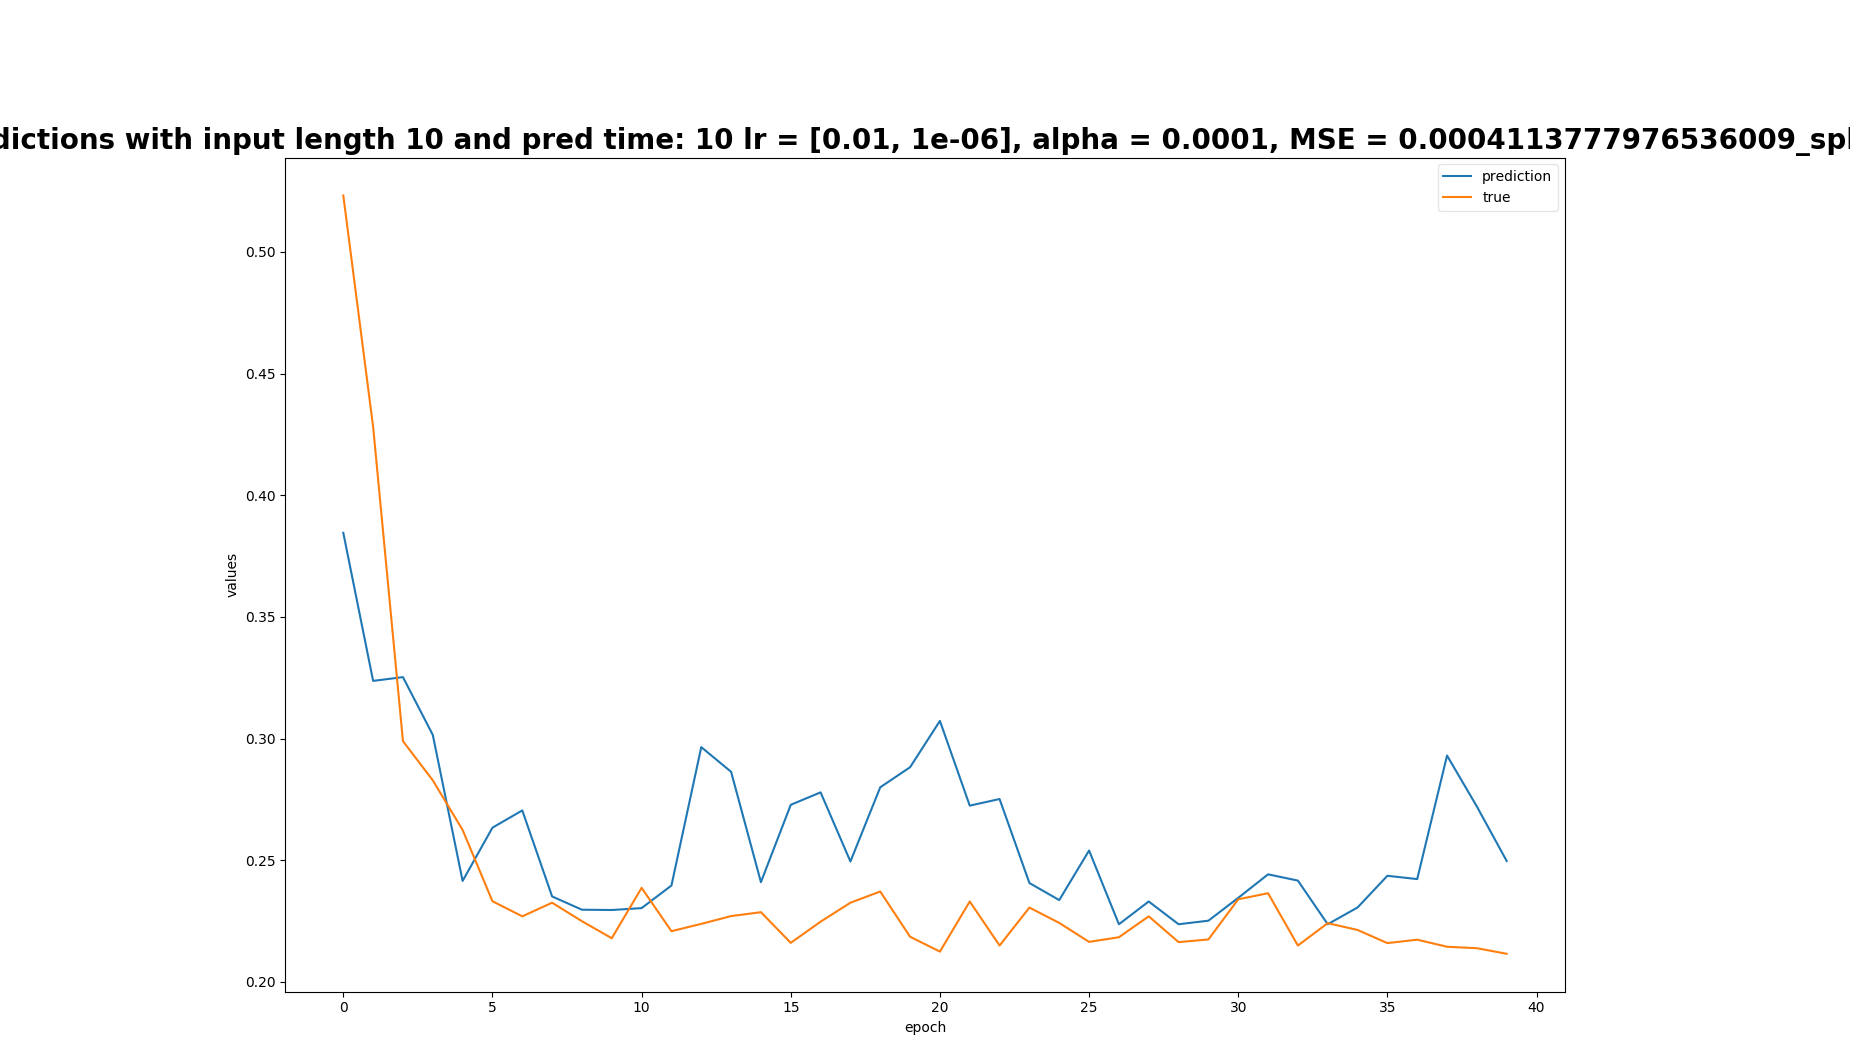 dictions with input length 10 and pred time: 10 lr = [0.01, 1e-06], alpha = 0.0001, MSE = 0.0004113777976536009_spl
prediction
true
0.50
0.45
0.40
0.35
0.30
0.25
0.20
values
0 5 10 15 20 25 30 35 40
epoch